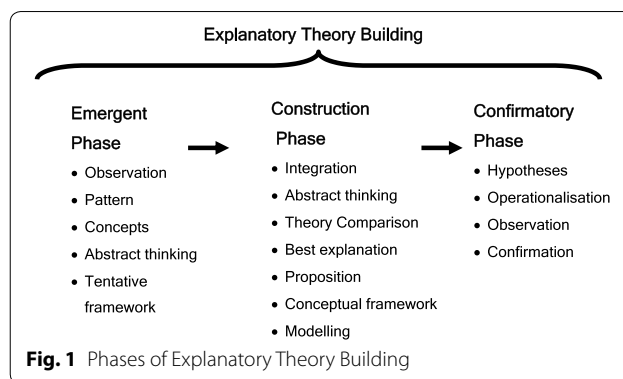 Explanatory Theory Building
Emergent
Phase
• Observation
• Pattern
• Concepts
• Abstract thinking
• Tentative
framework
Construction
Phase
• Integration
• Abstract thinking
• Theory Comparison
• Best explanation
• Proposition
• Conceptual framework
• Modelling
Confirmatory
Phase
• Hypotheses
• Operationalisation
• Observation
• Confirmation
Fig. 1 Phases of Explanatory Theory Building